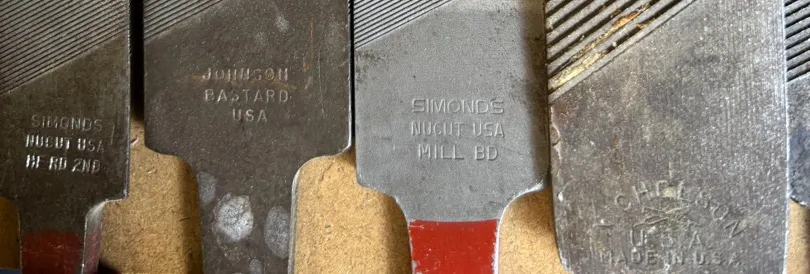 SIMONDS
NUCUT USA
HF RD 2ND
JOHNSON
BASTARD
USA
SIMONDS
NUCUT USA
MILL BD
U.S.A
MADE IN U.S.A.